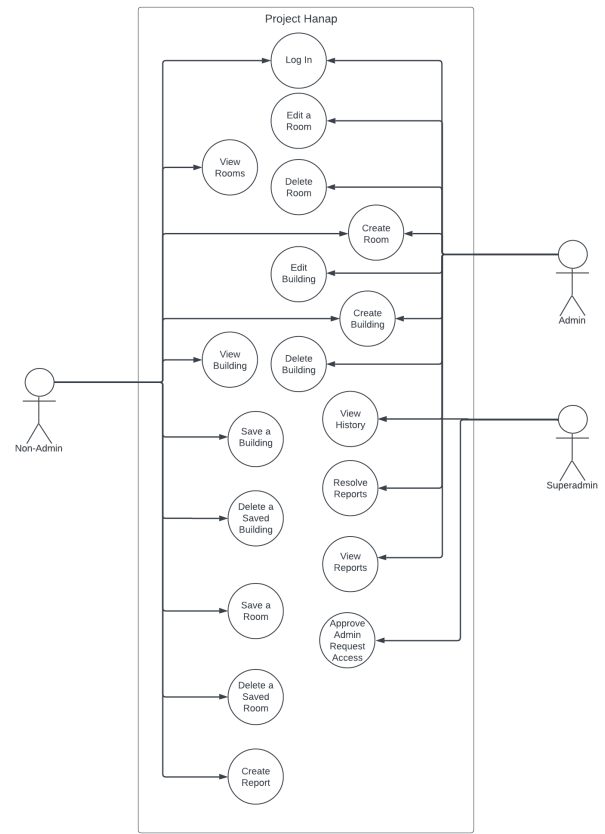 Project Hanap
Log In
Edit a
Room
View
Rooms
Delete
Room
Create
Room
Edit
Building
Admin
Create
Building
View
Building
Delete
Building
Non-Admin
View
History
Save a
Building
Superadmin
Resolve
Reports
Delete a
Saved
Building
View
Reports
Save a
Room
Approve
Admin
Request
Access
Delete a
Saved
Room
Create
Report